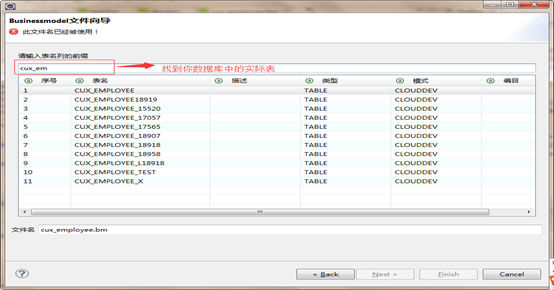 Businessmodel文件向导
此文件名已经被使用！
请输入表名列的前缀
cux_em 找到你数据库中的实际表
序号 表名 描述 类型 模式 编目
1 CUX_EMPLOYEE TABLE CLOUDDEV
2 CUX_EMPLOYEE18919 TABLE CLOUDDEV
3 CUX_EMPLOYEE_15520 TABLE CLOUDDEV
4 CUX_EMPLOYEE_17057 TABLE CLOUDDEV
5 CUX_EMPLOYEE_17565 TABLE CLOUDDEV
6 CUX_EMPLOYEE_18907 TABLE CLOUDDEV
7 CUX_EMPLOYEE_18918 TABLE CLOUDDEV
8 CUX_EMPLOYEE_18958 TABLE CLOUDDEV
9 CUX_EMPLOYEE_L18918 TABLE CLOUDDEV
10 CUX_EMPLOYEE_TEST TABLE CLOUDDEV
11 CUX_EMPLOYEE_X TABLE CLOUDDEV
文件名 cux_employee.bm
? < Back Next > Finish Cancel